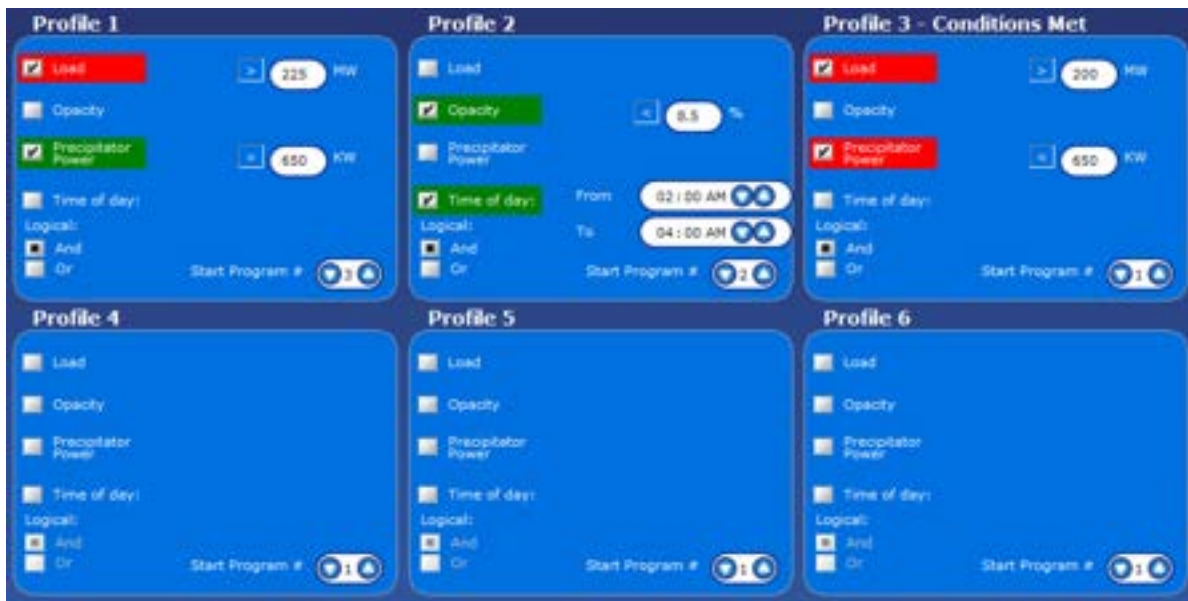 Profile 1
Load > 225 MW
Opacity
Precipitator
Power
650 KW
Time of day:
Logical:
And
Or
Start Program # 3
Profile 2
Load
Opacity < 8.5 %
Precipitator
Power
Time of day: From 02:00 AM
To 04:00 AM
Logical:
And
Or
Start Program # 2
Profile 3 - Conditions Met
Load > 200 MW
Opacity
Precipitator
Power
650 KW
Time of day:
Logical:
And
Or
Start Program # 1
Profile 4
Load
Opacity
Precipitator
Power
Time of day:
Logical:
And
Or
Start Program # 1
Profile 5
Load
Opacity
Precipitator
Power
Time of day:
Logical:
And
Or
Start Program # 1
Profile 6
Load
Opacity
Precipitator
Power
Time of day:
Logical:
And
Or
Start Program # 1